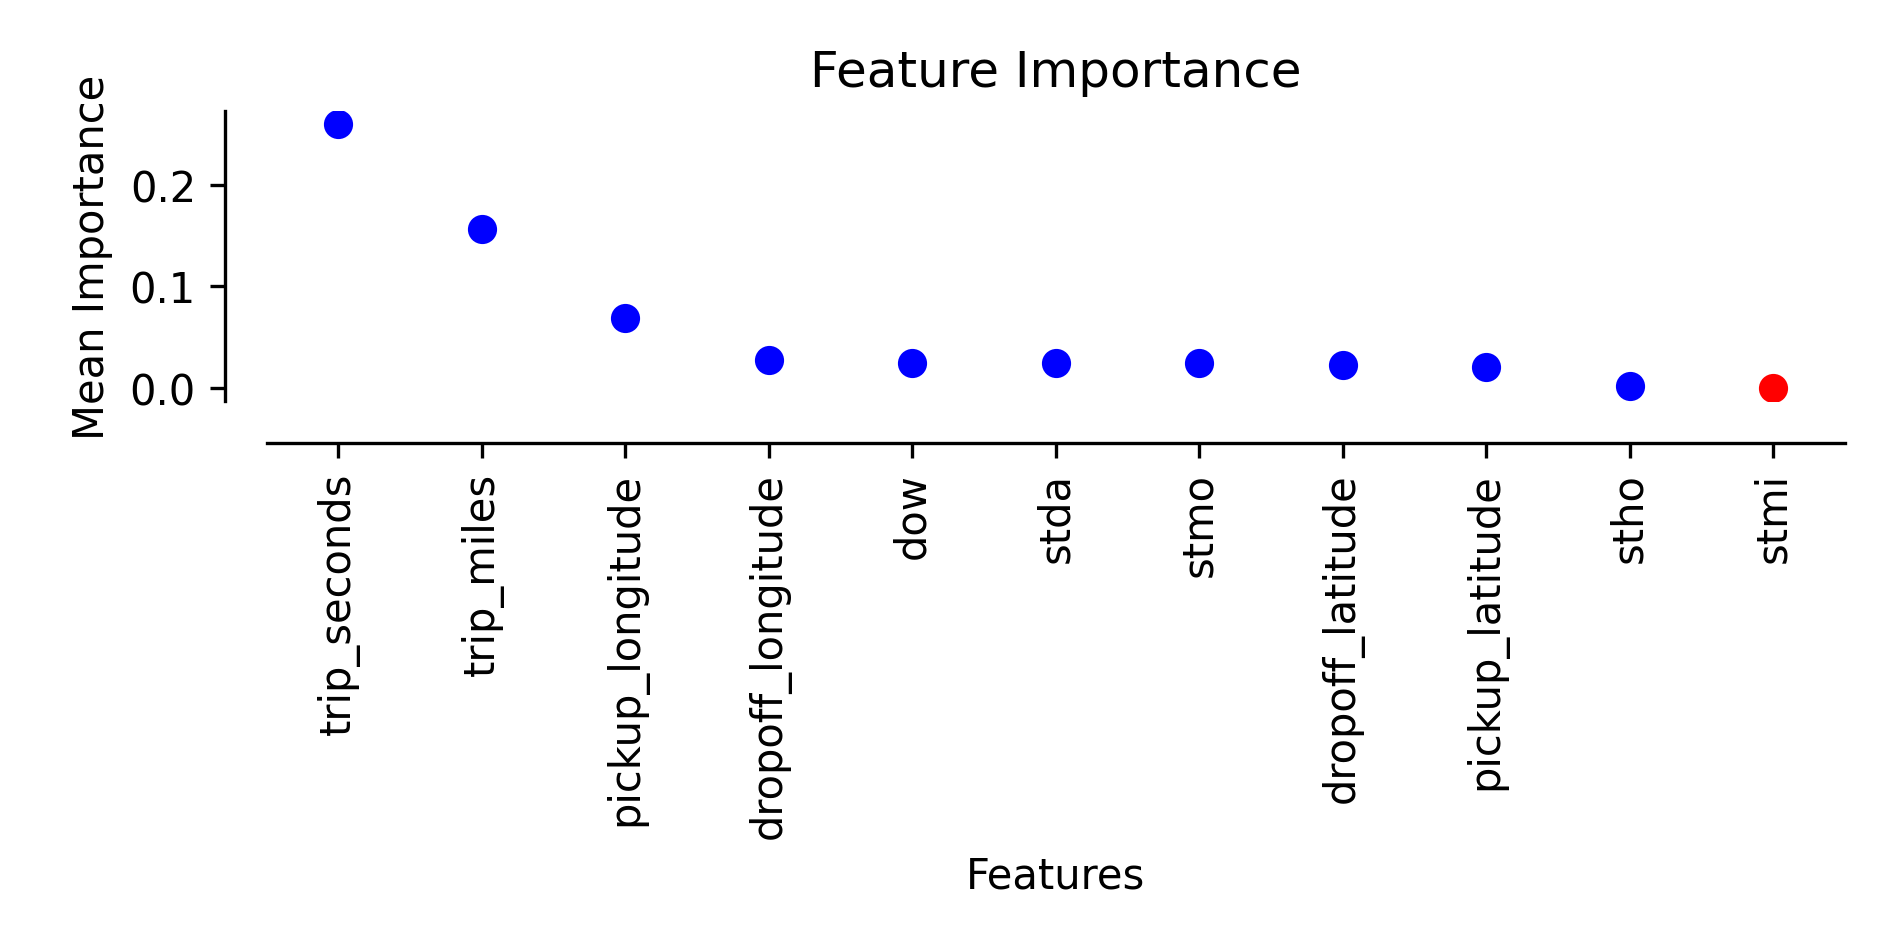 Feature Importance
Mean Importance
0.2
0.1
0.0
trip_seconds
trip_miles
pickup_longitude
dropoff_longitude
dow
stda
stmo
dropoff_latitude
pickup_latitude
stho
stmi
Features